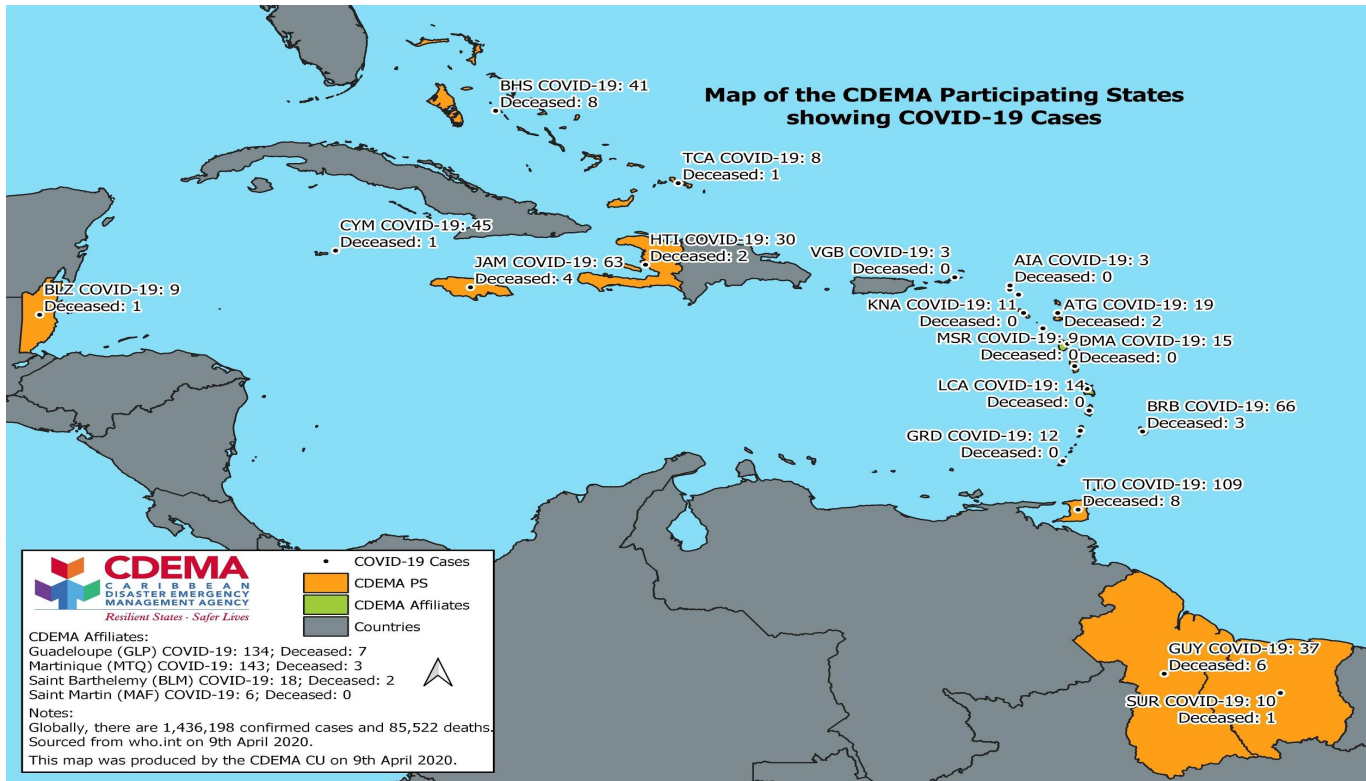 Map of the CDEMA Participating States
showing COVID-19 Cases
BHS COVID-19: 41
Deceased: 8
TCA COVID-19: 8
Deceased: 1
CYM COVID-19: 45
Deceased: 1
HTI COVID-19: 30
Deceased: 2
JAM COVID-19: 63
Deceased: 4
BLZ COVID-19: 9
Deceased: 1
VGB COVID-19: 3
Deceased: 0
AIA COVID-19: 3
Deceased: 0
KNA COVID-19: 11
Deceased: 0
ATG COVID-19: 19
Deceased: 2
MSR COVID-19: 9
Deceased: 0
DMA COVID-19: 15
Deceased: 0
LCA COVID-19: 14
Deceased: 0
BRB COVID-19: 66
Deceased: 3
GRD COVID-19: 12
Deceased: 0
TTO COVID-19: 109
Deceased: 8
GUY COVID-19: 37
Deceased: 6
SUR COVID-19: 10
Deceased: 1
CDEMA
CARIBBEAN
DISASTER EMERGENCY
MANAGEMENT AGENCY
Resilient States - Safer Lives
COVID-19 Cases
CDEMA PS
CDEMA Affiliates
Countries
CDEMA Affiliates:
Guadeloupe (GLP) COVID-19: 134; Deceased: 7
Martinique (MTQ) COVID-19: 143; Deceased: 3
Saint Barthelemy (BLM) COVID-19: 18; Deceased: 2
Saint Martin (MAF) COVID-19: 6; Deceased: 0
Notes:
Globally, there are 1,436,198 confirmed cases and 85,522 deaths.
Sourced from who.int on 9th April 2020.
This map was produced by the CDEMA CU on 9th April 2020.